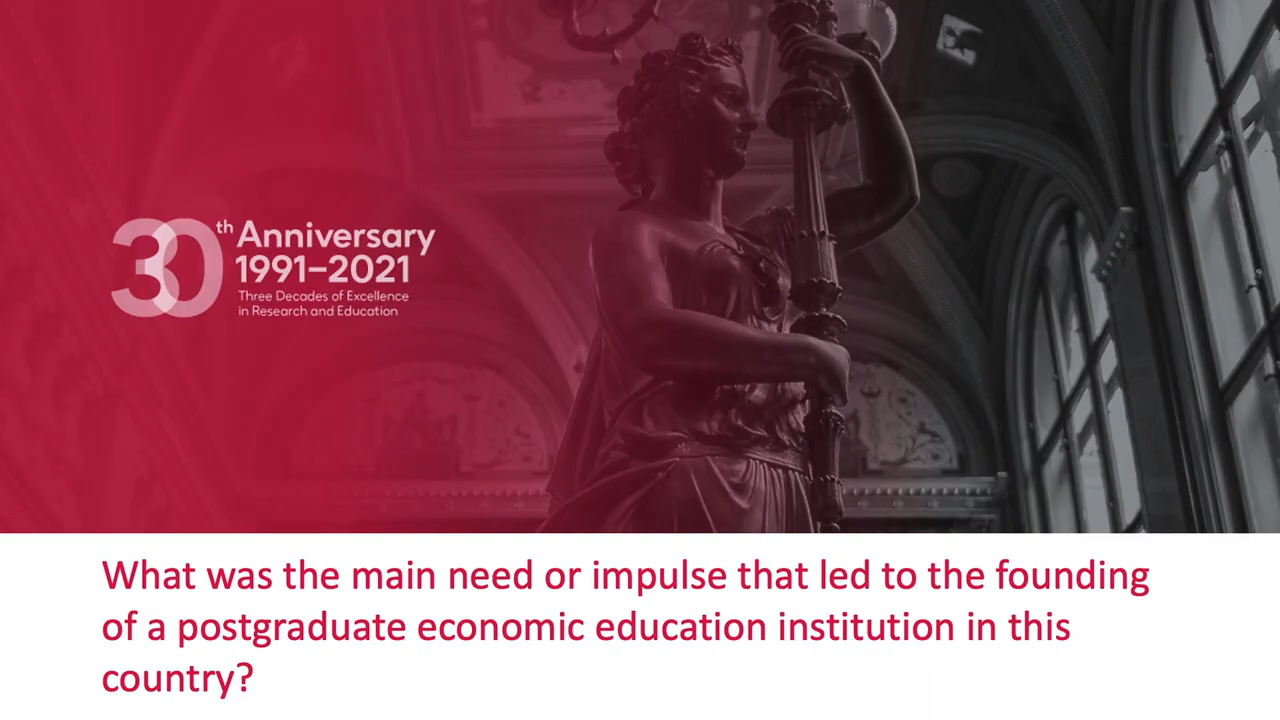 30th Anniversary
1991–2021
Three Decades of Excellence
in Research and Education
What was the main need or impulse that led to the founding
of a postgraduate economic education institution in this
country?